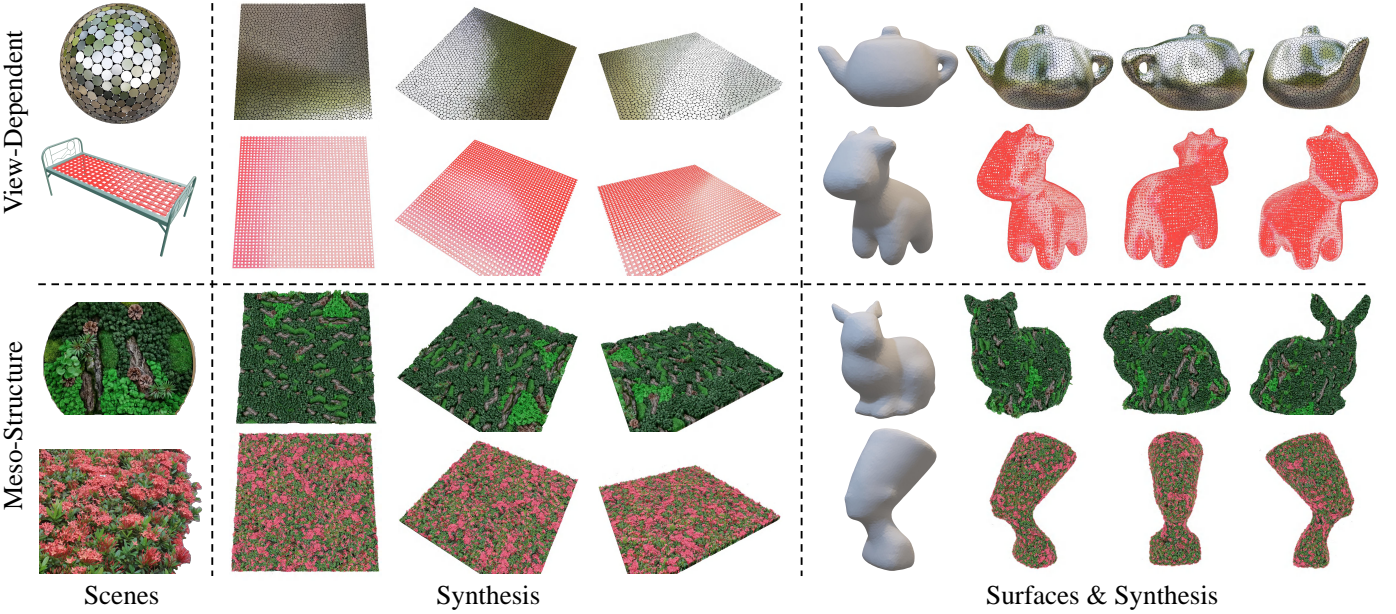 View-Dependent
Meso-Structure
Scenes
Synthesis
Surfaces & Synthesis